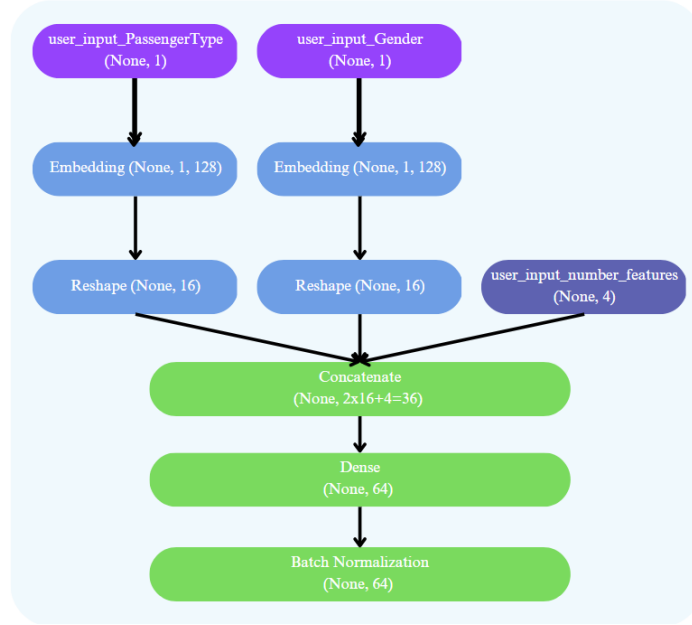 user_input_PassengerType
(None, 1)
user_input_Gender
(None, 1)
Embedding (None, 1, 128)
Embedding (None, 1, 128)
Reshape (None, 16)
Reshape (None, 16)
user_input_number_features
(None, 4)
Concatenate
(None, 2x16+4=36)
Dense
(None, 64)
Batch Normalization
(None, 64)